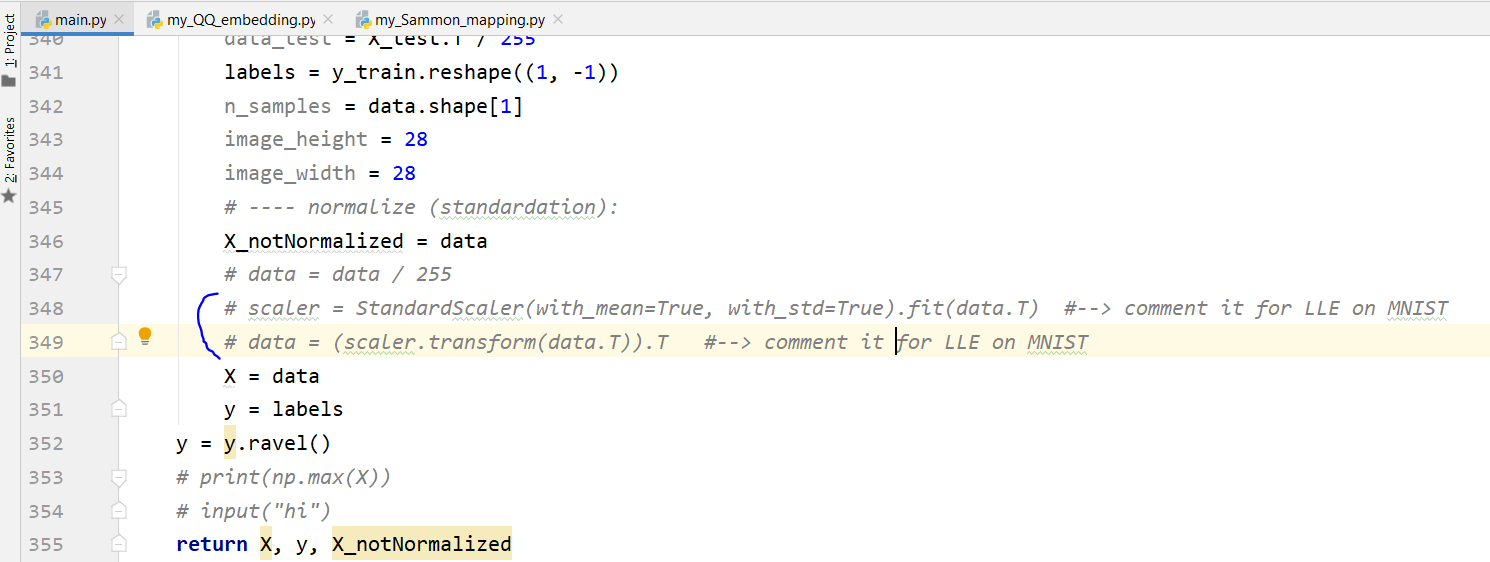 main.py my_QQ_embedding.py my_Sammon_mapping.py
1: Project
2: Favorites
340 data_test = X_test.T / 255
341 labels = y_train.reshape((1, -1))
342 n_samples = data.shape[1]
343 image_height = 28
344 image_width = 28
345 # ---- normalize (standardation):
346 X_notNormalized = data
347 # data = data / 255
348 # scaler = StandardScaler(with_mean=True, with_std=True).fit(data.T)  #--> comment it for LLE on MNIST
349 # data = (scaler.transform(data.T)).T   #--> comment it for LLE on MNIST
350 X = data
351 y = labels
352 y = y.ravel()
353 # print(np.max(X))
354 # input("hi")
355 return X, y, X_notNormalized